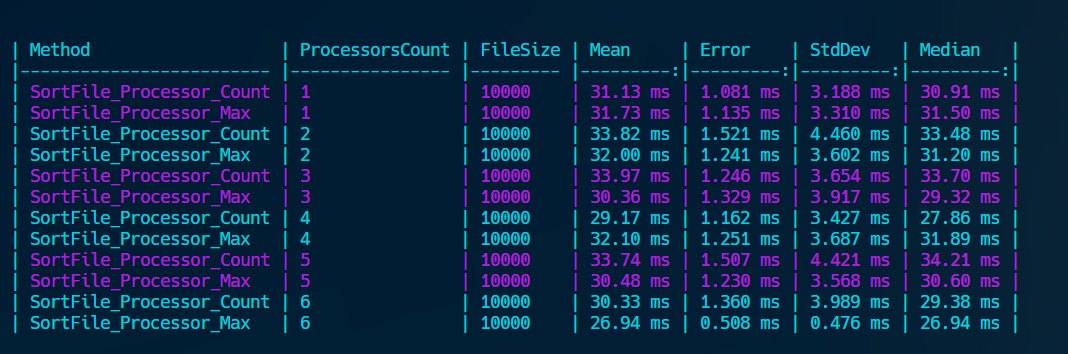 | Method                  | ProcessorsCount | FileSize | Mean     | Error    | StdDev   | Median   |
|------------------------ |---------------- |--------- |---------:|---------:|---------:|---------:|
| SortFile_Processor_Count | 1               | 10000    | 31.13 ms | 1.081 ms | 3.188 ms | 30.91 ms |
| SortFile_Processor_Max   | 1               | 10000    | 31.73 ms | 1.135 ms | 3.310 ms | 31.50 ms |
| SortFile_Processor_Count | 2               | 10000    | 33.82 ms | 1.521 ms | 4.460 ms | 33.48 ms |
| SortFile_Processor_Max   | 2               | 10000    | 32.00 ms | 1.241 ms | 3.602 ms | 31.20 ms |
| SortFile_Processor_Count | 3               | 10000    | 33.97 ms | 1.246 ms | 3.654 ms | 33.70 ms |
| SortFile_Processor_Max   | 3               | 10000    | 30.36 ms | 1.329 ms | 3.917 ms | 29.32 ms |
| SortFile_Processor_Count | 4               | 10000    | 29.17 ms | 1.162 ms | 3.427 ms | 27.86 ms |
| SortFile_Processor_Max   | 4               | 10000    | 32.10 ms | 1.251 ms | 3.687 ms | 31.89 ms |
| SortFile_Processor_Count | 5               | 10000    | 33.74 ms | 1.507 ms | 4.421 ms | 34.21 ms |
| SortFile_Processor_Max   | 5               | 10000    | 30.48 ms | 1.230 ms | 3.568 ms | 30.60 ms |
| SortFile_Processor_Count | 6               | 10000    | 30.33 ms | 1.360 ms | 3.989 ms | 29.38 ms |
| SortFile_Processor_Max   | 6               | 10000    | 26.94 ms | 0.508 ms | 0.476 ms | 26.94 ms |